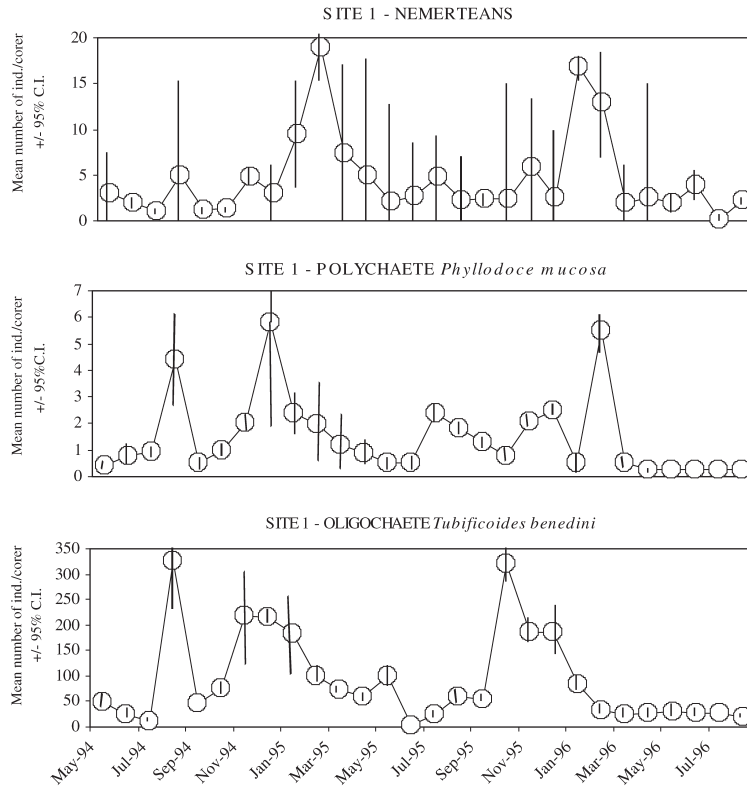 SITE 1 - NEMERTEANS
Mean number of ind./corer
+/- 95% C.I.
20
15
10
5
0
SITE 1 - POLYCHAETE Phyllodoce mucosa
Mean number of ind./corer
+/- 95%C.I.
7
6
5
4
3
2
1
0
SITE 1 - OLIGOCHAETE Tubificoides benedini
Mean number of ind./corer
+/- 95% C.I.
350
300
250
200
150
100
50
0
May-94
Jul-94
Sep-94
Nov-94
Jan-95
Mar-95
May-95
Jul-95
Sep-95
Nov-95
Jan-96
Mar-96
May-96
Jul-96